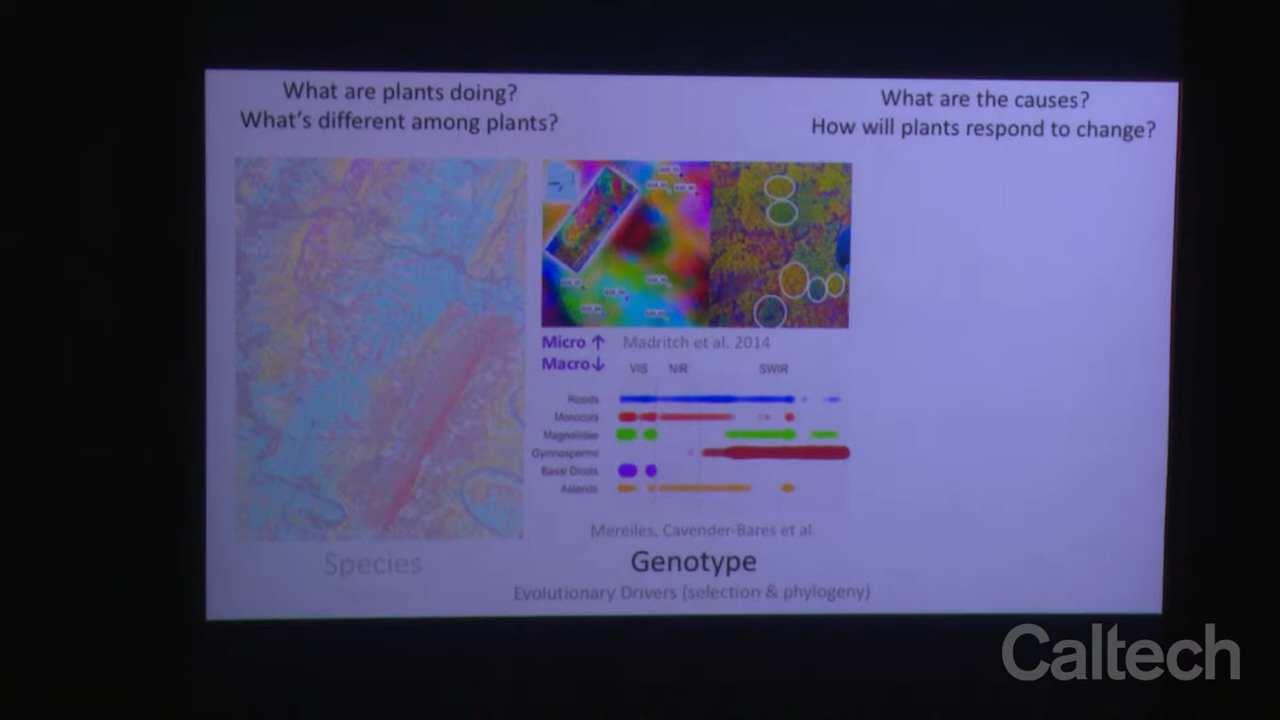 What are plants doing?
What's different among plants?
What are the causes?
How will plants respond to change?
Micro ↑
Macro↓
Madritch et al. 2014
VIS
NIR
SWIR
Rosids
Monocots
Magnoliidae
Gymnosperms
Basal Dicots
Asterids
Mereiles, Cavender-Bares et al.
Species
Genotype
Evolutionary Drivers (selection & phylogeny)
Caltech